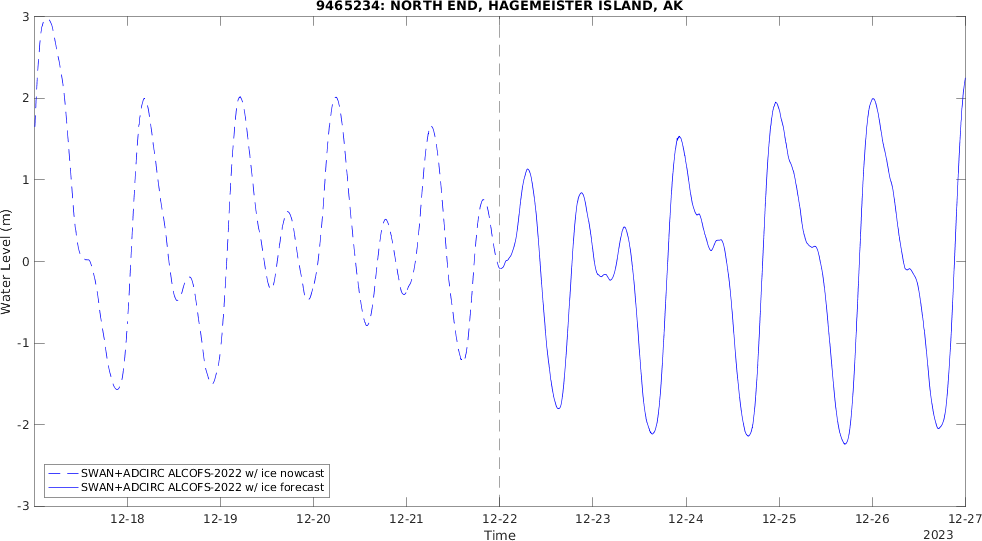 9465234: NORTH END, HAGEMEISTER ISLAND, AK
3
2
1
0
-1
-2
-3
Water Level (m)
SWAN+ADCIRC ALCOFS-2022 w/ ice nowcast
SWAN+ADCIRC ALCOFS-2022 w/ ice forecast
12-18 12-19 12-20 12-21 12-22 12-23 12-24 12-25 12-26 12-27
Time
2023